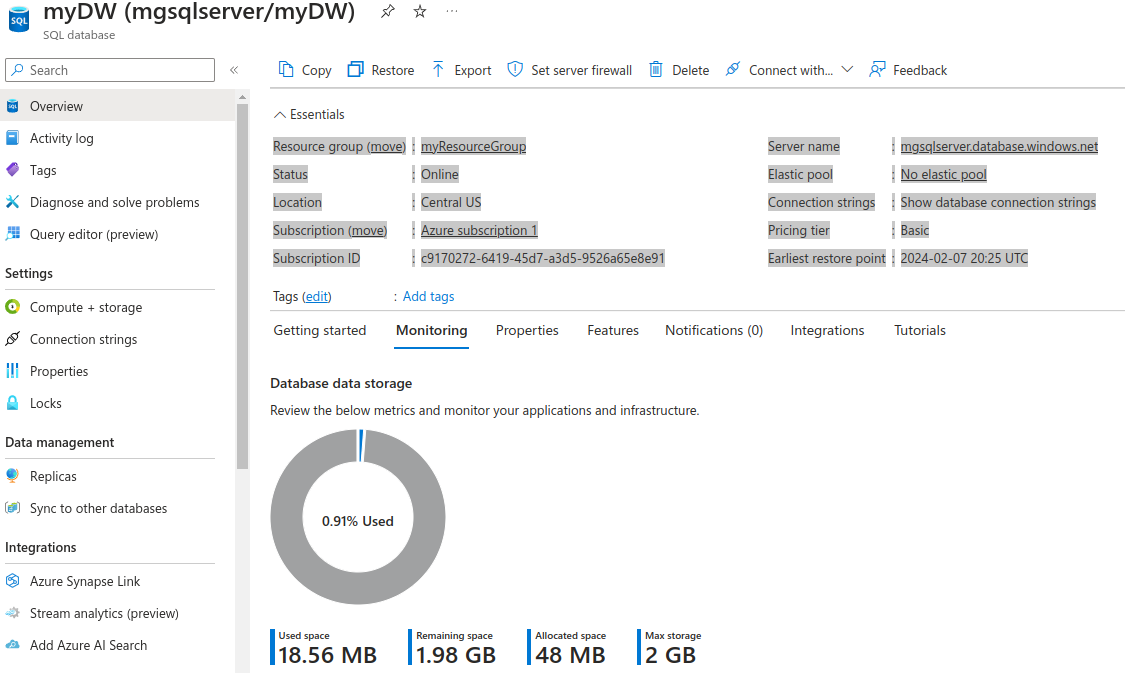 myDW (mgsqlserver/myDW)
SQL database
Search
Overview
Activity log
Tags
Diagnose and solve problems
Query editor (preview)
Settings
Compute + storage
Connection strings
Properties
Locks
Data management
Replicas
Sync to other databases
Integrations
Azure Synapse Link
Stream analytics (preview)
Add Azure AI Search
Copy Restore Export Set server firewall Delete Connect with... Feedback
Essentials
Resource group (move) : myResourceGroup Server name : mgsqlserver.database.windows.net
Status : Online Elastic pool : No elastic pool
Location : Central US Connection strings : Show database connection strings
Subscription (move) : Azure subscription 1 Pricing tier : Basic
Subscription ID : c9170272-6419-45d7-a3d5-9526a65e8e91 Earliest restore point : 2024-02-07 20:25 UTC
Tags (edit) : Add tags
Getting started Monitoring Properties Features Notifications (0) Integrations Tutorials
Database data storage
Review the below metrics and monitor your applications and infrastructure.
0.91% Used
Used space Remaining space Allocated space Max storage
18.56 MB 1.98 GB 48 MB 2 GB